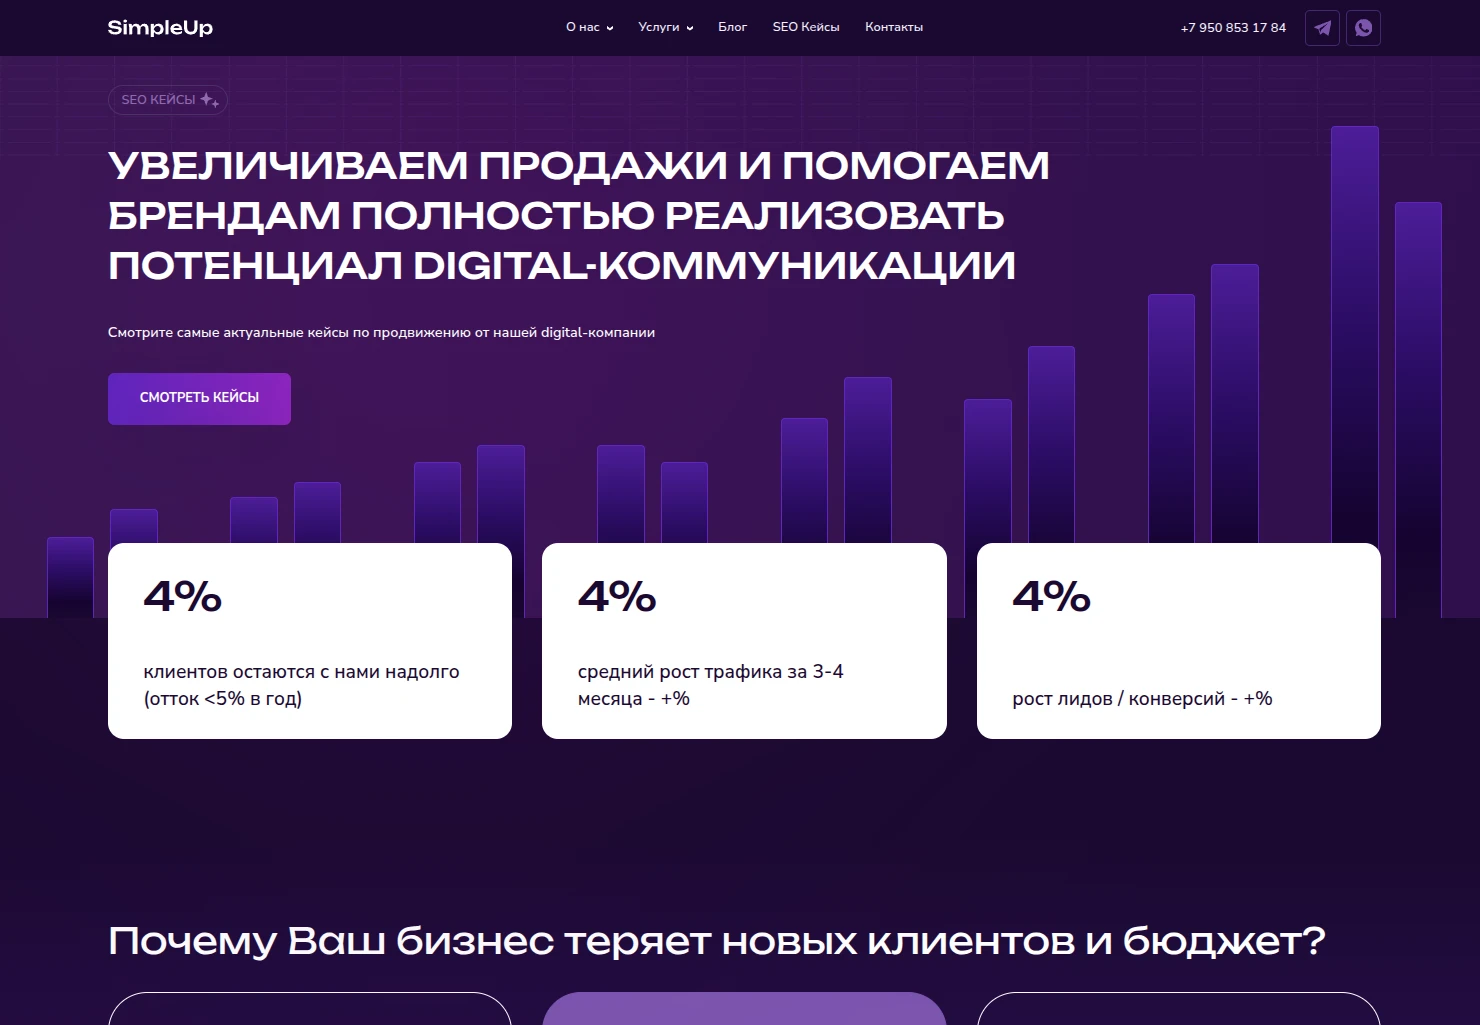 SimpleUp
О нас
Услуги
Блог
SEO Кейсы
Контакты
+7 950 853 17 84
SEO КЕЙСЫ
УВЕЛИЧИВАЕМ ПРОДАЖИ И ПОМОГАЕМ
БРЕНДАМ ПОЛНОСТЬЮ РЕАЛИЗОВАТЬ
ПОТЕНЦИАЛ DIGITAL-КОММУНИКАЦИИ
Смотрите самые актуальные кейсы по продвижению от нашей digital-компании
СМОТРЕТЬ КЕЙСЫ
4%
клиентов остаются с нами надолго
(отток <5% в год)
4%
средний рост трафика за 3-4
месяца - +%
4%
рост лидов / конверсий - +%
Почему Ваш бизнес теряет новых клиентов и бюджет?